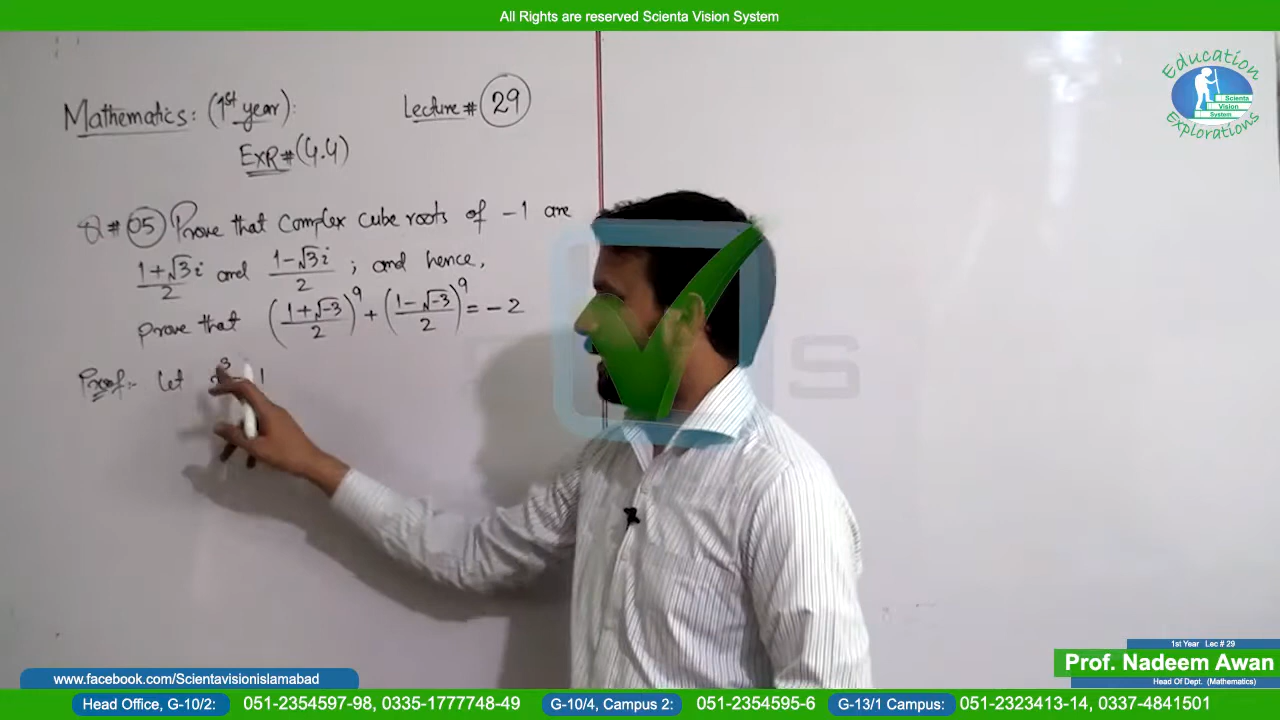 All Rights are reserved Scienta Vision System
Mathematics: (1st year):
Lecture # 29
EXR# (4.4)
Q # 05 Prove that complex cube roots of -1 are
(1+√3i)/2 and (1-√3i)/2 ; and hence,
prove that ((1+√-3)/2)^9 + ((1-√-3)/2)^9 = -2
Proof:- Let
Education
Scienta
Vision
System
Explorations
S
1st Year Lec # 29
Prof. Nadeem Awan
Head Of Dept. (Mathematics)
www.facebook.com/Scientavisionislamabad
Head Office, G-10/2: 051-2354597-98, 0335-1777748-49 G-10/4, Campus 2: 051-2354595-6 G-13/1 Campus: 051-2323413-14, 0337-4841501